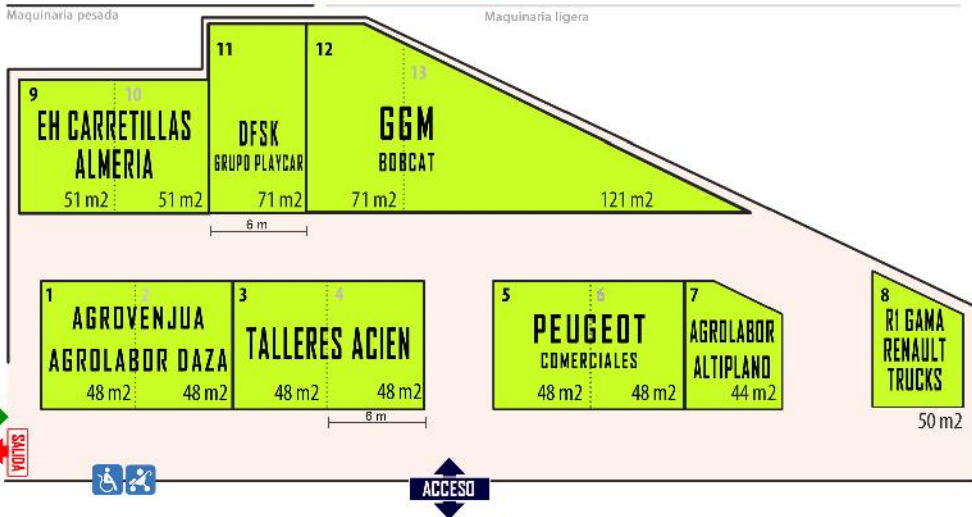 Maquinaria pesada
Maquinaria ligera
11
12
13
9
10
EH CARRETILLAS
ALMERIA
51 m2
51 m2
DFSK
GRUPO PLAYCAR
71 m2
GGM
BOBCAT
71 m2
121 m2
6 m
1
2
AGROVENJUA
AGROLABOR DAZA
48 m2
48 m2
3
4
TALLERES ACIEN
48 m2
48 m2
6 m
5
6
PEUGEOT
COMERCIALES
48 m2
48 m2
7
AGROLABOR
ALTIPLANO
44 m2
8
R1 GAMA
RENAULT
TRUCKS
50 m2
SALIDA
ACCESO